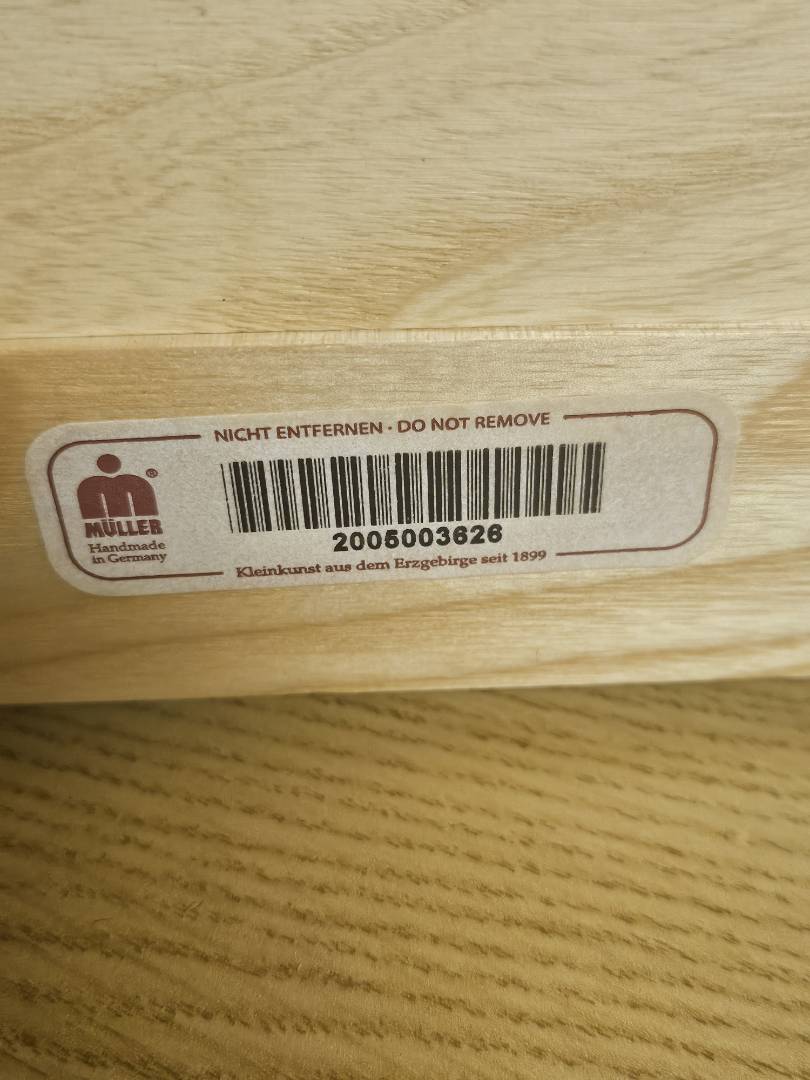 NICHT ENTFERNEN · DO NOT REMOVE
®
MÜLLER
Handmade
in Germany
2005003626
Kleinkunst aus dem Erzgebirge seit 1899